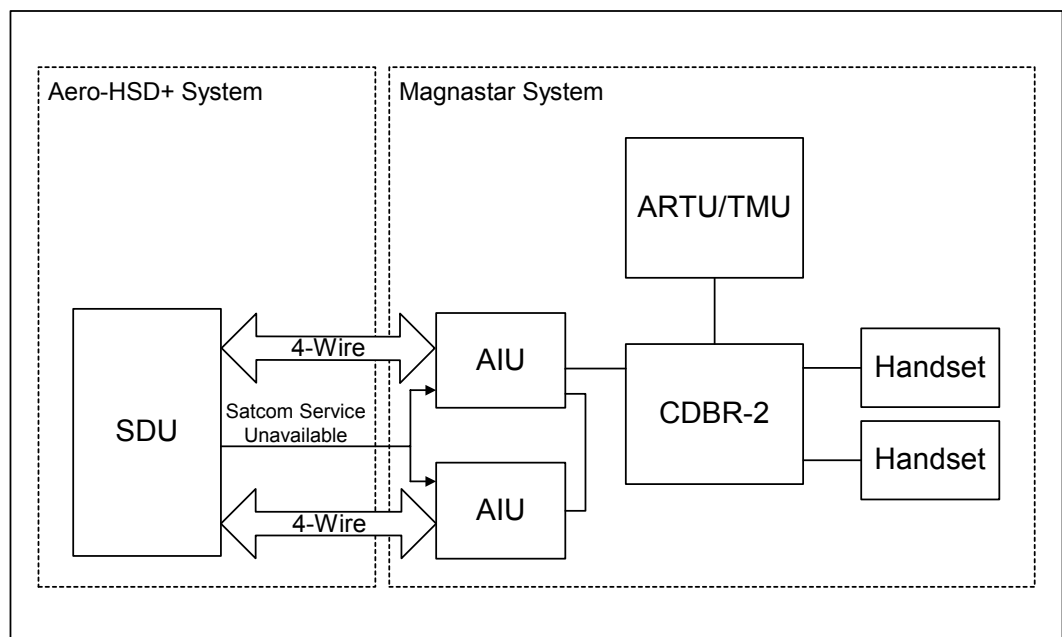 Aero-HSD+ System
Magnastar System
ARTU/TMU
4-Wire
AIU
Handset
SDU
Satcom Service
Unavailable
CDBR-2
Handset
4-Wire
AIU